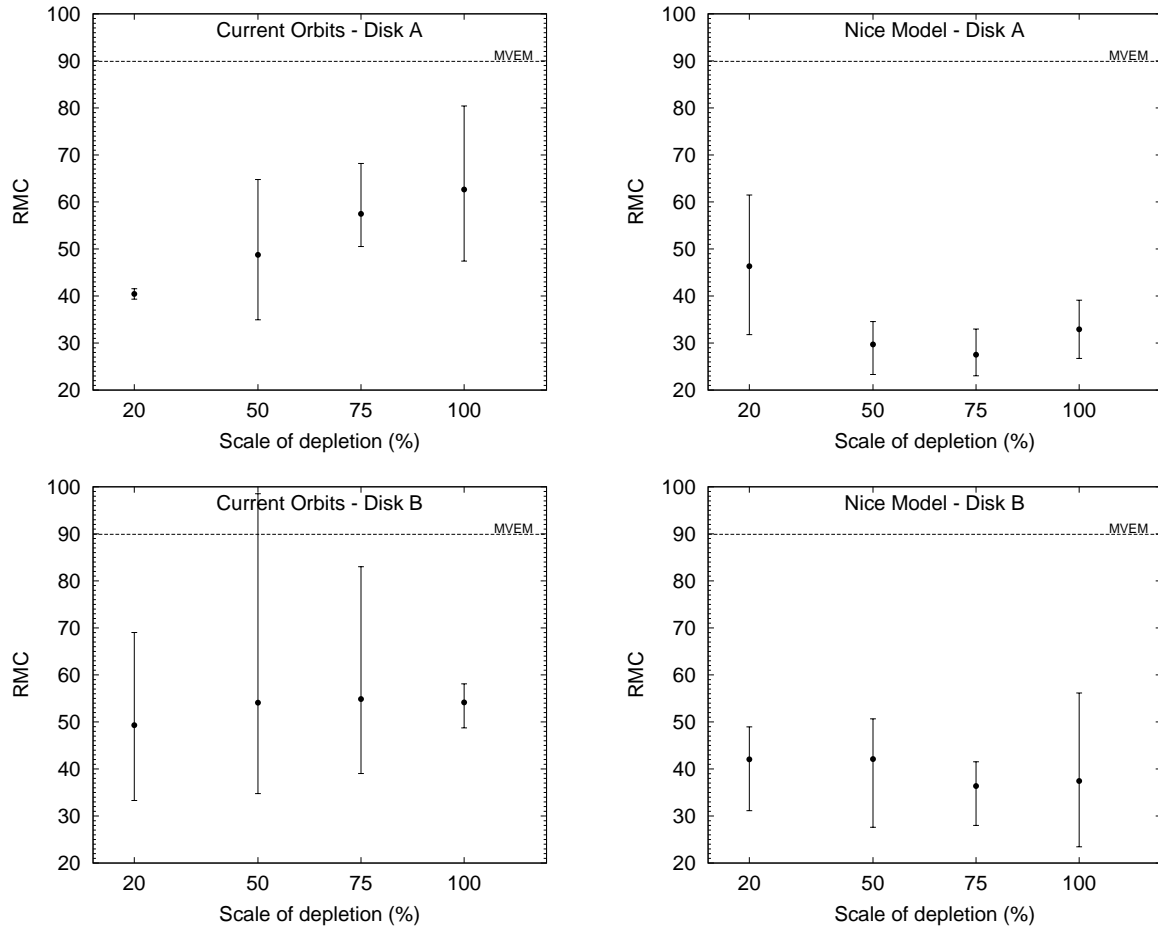 Current Orbits - Disk A
MVEM
RMC
100
90
80
70
60
50
40
30
20
20 50 75 100
Scale of depletion (%)
Nice Model - Disk A
MVEM
RMC
100
90
80
70
60
50
40
30
20
20 50 75 100
Scale of depletion (%)
Current Orbits - Disk B
MVEM
RMC
100
90
80
70
60
50
40
30
20
20 50 75 100
Scale of depletion (%)
Nice Model - Disk B
MVEM
RMC
100
90
80
70
60
50
40
30
20
20 50 75 100
Scale of depletion (%)